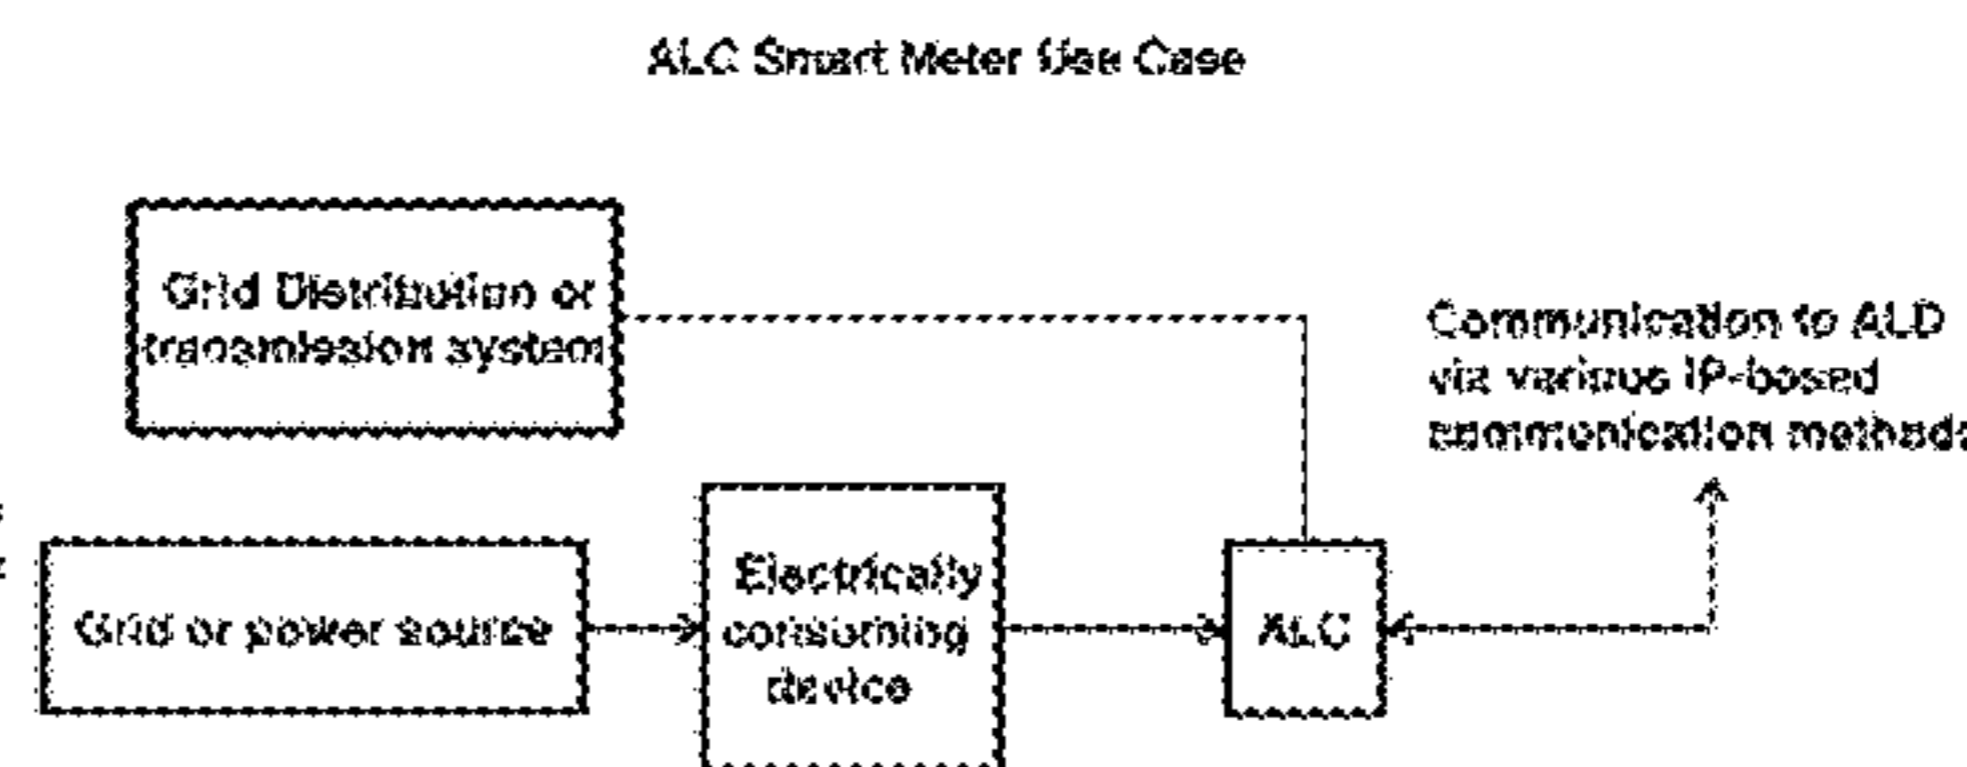 ALC Smart Meter Use Case
Grid Distribution or
transmission system
Communication to ALD
via various IP-based
communication methods
Grid or power source
Electrically
consuming
device
ALC